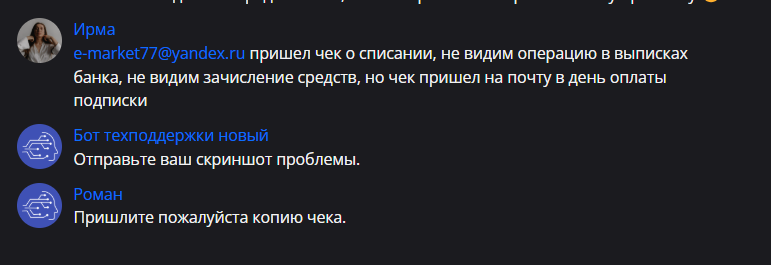 Ирма
e-market77@yandex.ru пришел чек о списании, не видим операцию в выписках
банка, не видим зачисление средств, но чек пришел на почту в день оплаты
подписки
Бот техподдержки новый
Отправьте ваш скриншот проблемы.
Роман
Пришлите пожалуйста копию чека.